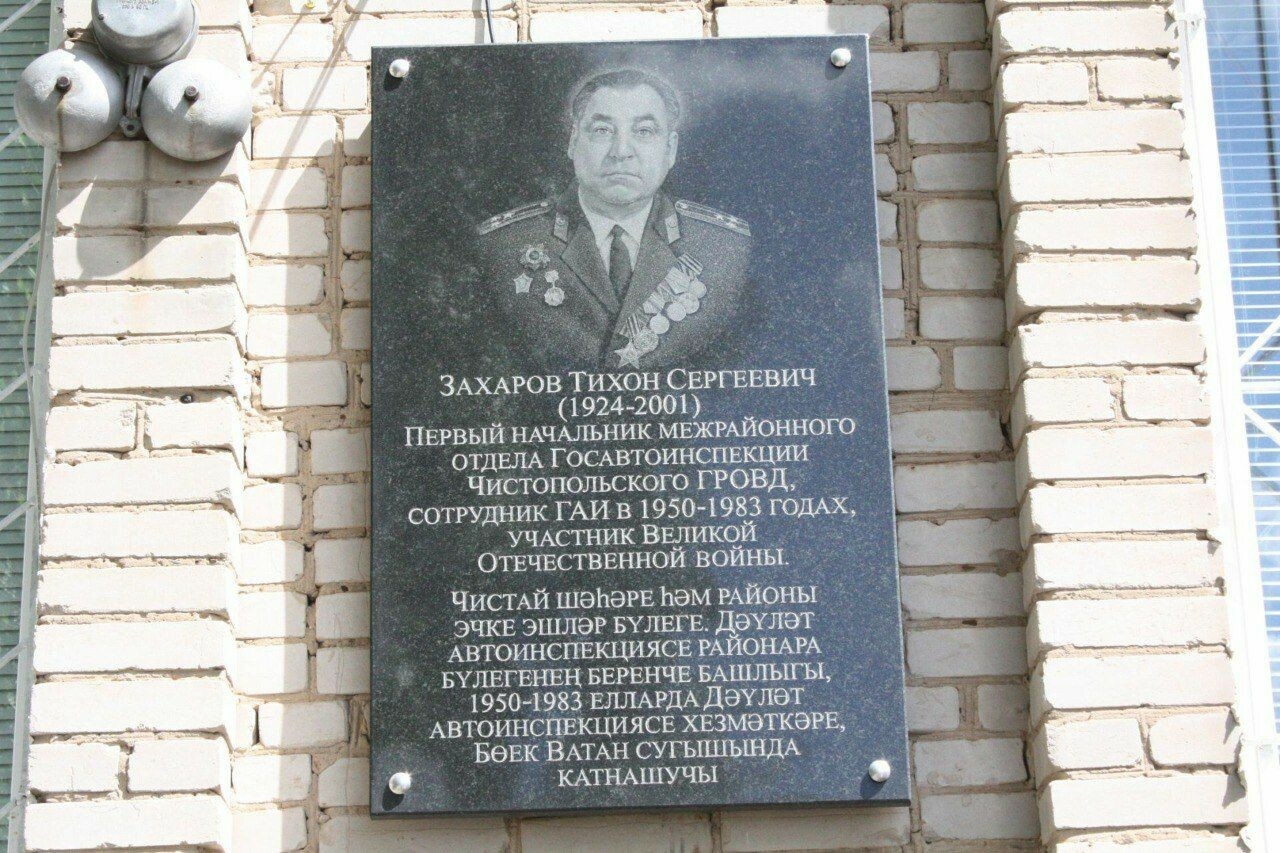 ЗАХАРОВ ТИХОН СЕРГЕЕВИЧ
(1924-2001)
ПЕРВЫЙ НАЧАЛЬНИК МЕЖРАЙОННОГО
ОТДЕЛА ГОСАВТОИНСПЕКЦИИ
ЧИСТОПОЛЬСКОГО ГРОВД,
СОТРУДНИК ГАИ В 1950-1983 ГОДАХ,
УЧАСТНИК ВЕЛИКОЙ
ОТЕЧЕСТВЕННОЙ ВОЙНЫ.
ЧИСТАЙ ШӘҺӘРЕ ҺӘМ РАЙОНЫ
ЭЧКЕ ЭШЛӘР БҮЛЕГЕ. ДӘҮЛӘТ
АВТОИНСПЕКЦИЯСЕ РАЙОНАРА
БҮЛЕГЕНЕҢ БЕРЕНЧЕ БАШЛЫГЫ,
1950-1983 ЕЛЛАРДА ДӘҮЛӘТ
АВТОИНСПЕКЦИЯСЕ ХЕЗМӘТКӘРЕ,
БӨЕК ВАТАН СУГЫШЫНДА
КАТНАШУЧЫ